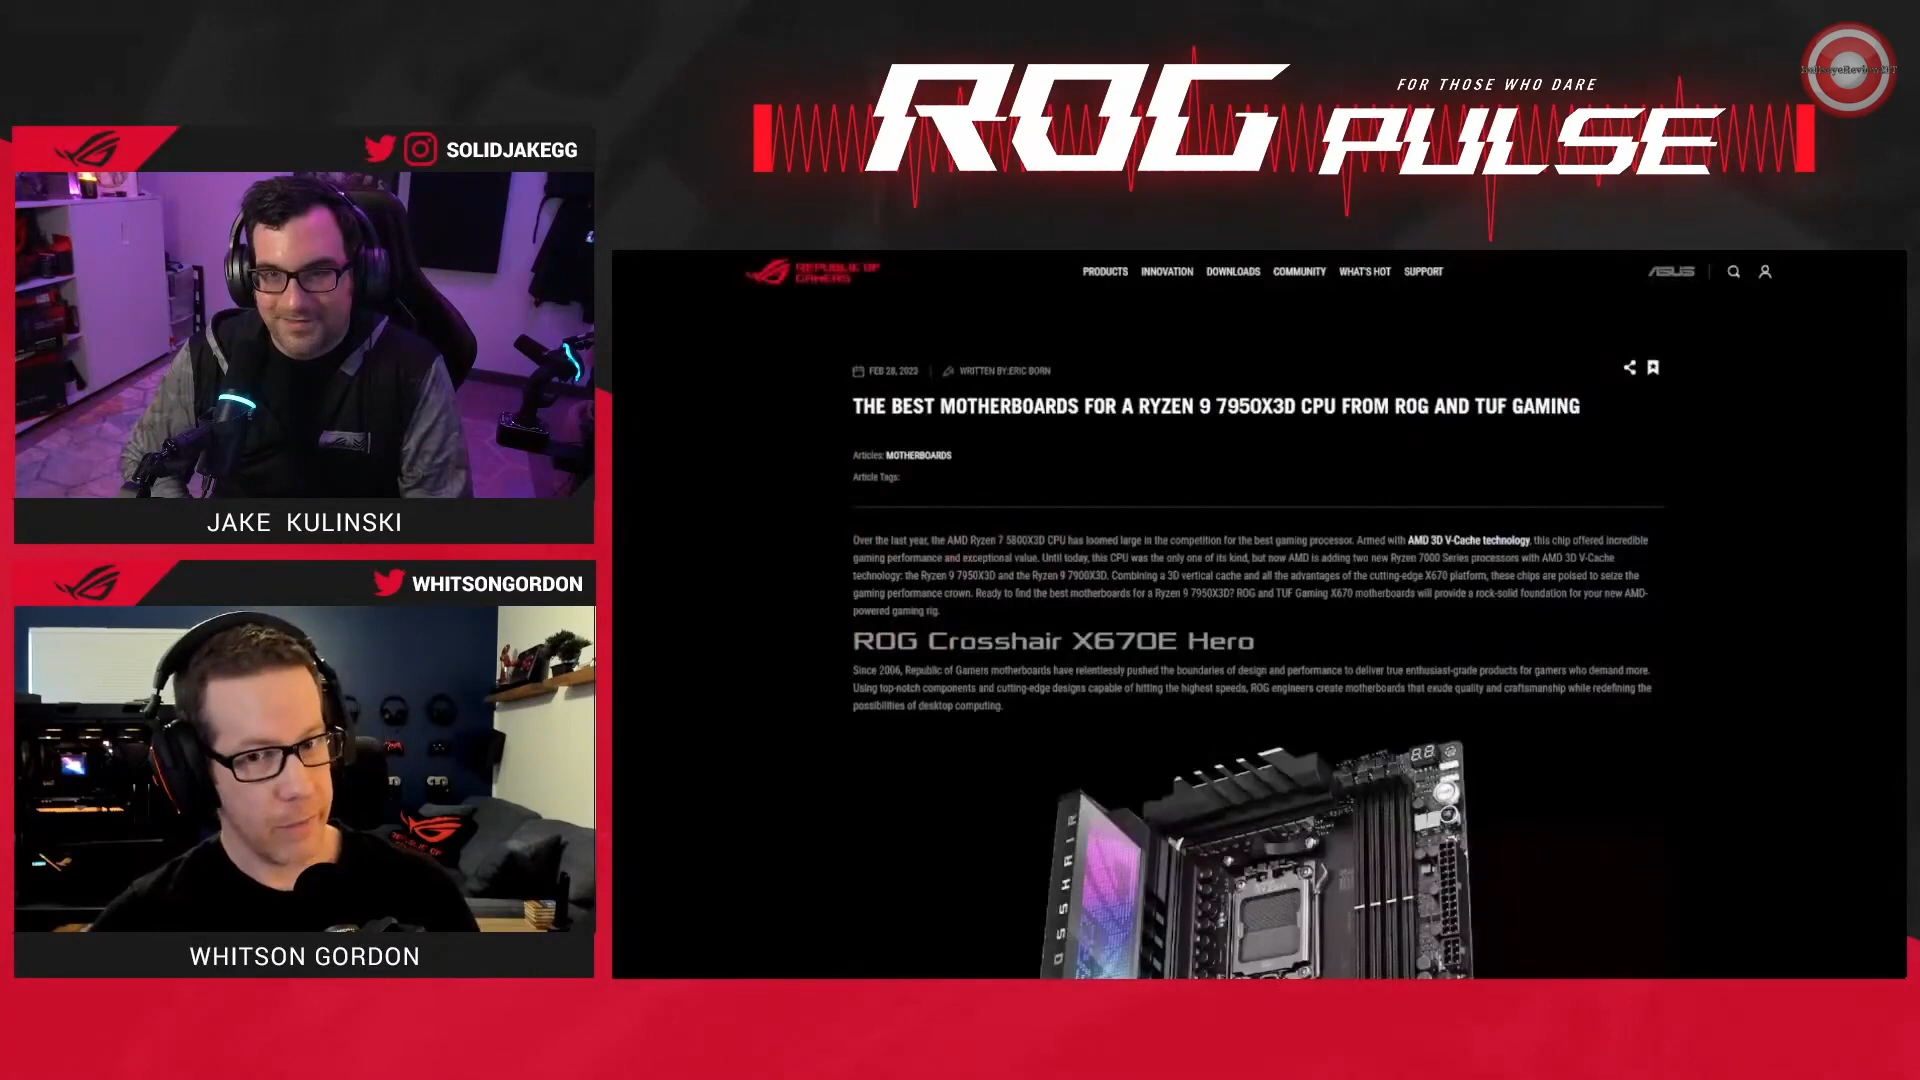 ROG
FOR THOSE WHO DARE
PULSE
SOLIDJAKEGG
JAKE KULINSKI
WHITSONGORDON
WHITSON GORDON
REPUBLIC OF
GAMERS
PRODUCTS INNOVATION DOWNLOADS COMMUNITY WHAT'S HOT SUPPORT
ASUS
FEB 28, 2023 WRITTEN BY:ERIC BORN
THE BEST MOTHERBOARDS FOR A RYZEN 9 7950X3D CPU FROM ROG AND TUF GAMING
Articles: MOTHERBOARDS
Article Tags:
Over the last year, the AMD Ryzen 7 5800X3D CPU has loomed large in the competition for the best gaming processor. Armed with AMD 3D V-Cache technology, this chip offered incredible
gaming performance and exceptional value. Until today, this CPU was the only one of its kind, but now AMD is adding two new Ryzen 7000 Series processors with AMD 3D V-Cache
technology: the Ryzen 9 7950X3D and the Ryzen 9 7900X3D. Combining a 3D vertical cache and all the advantages of the cutting-edge X670 platform, these chips are poised to seize the
gaming performance crown. Ready to find the best motherboards for a Ryzen 9 7950X3D? ROG and TUF Gaming X670 motherboards will provide a rock-solid foundation for your new AMD-
powered gaming rig.
ROG Crosshair X670E Hero
Since 2006, Republic of Gamers motherboards have relentlessly pushed the boundaries of design and performance to deliver true enthusiast-grade products for gamers who demand more.
Using top-notch components and cutting-edge designs capable of hitting the highest speeds, ROG engineers create motherboards that exude quality and craftsmanship while redefining the
possibilities of desktop computing.